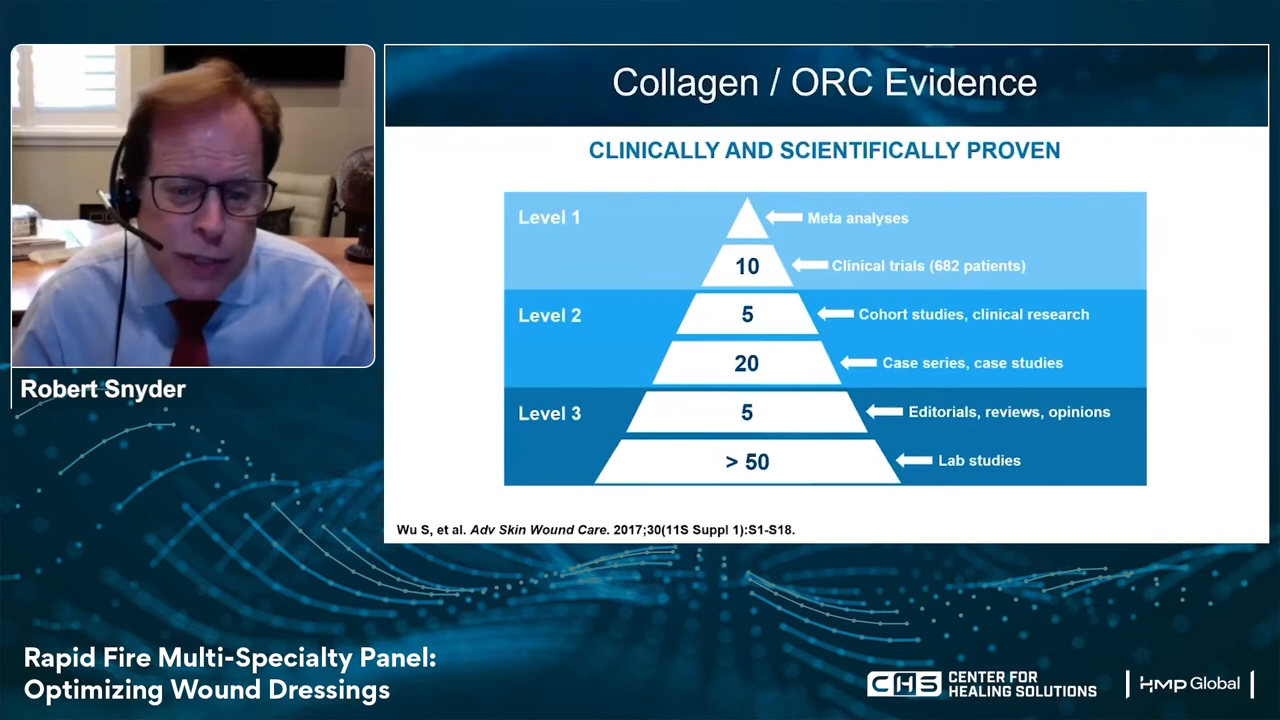 Collagen / ORC Evidence
CLINICALLY AND SCIENTIFICALLY PROVEN
Level 1
Meta analyses
10
Clinical trials (682 patients)
Level 2
5
Cohort studies, clinical research
20
Case series, case studies
Level 3
5
Editorials, reviews, opinions
> 50
Lab studies
Wu S, et al. Adv Skin Wound Care. 2017;30(11S Suppl 1):S1-S18.
Robert Snyder
Rapid Fire Multi-Specialty Panel:
Optimizing Wound Dressings
CHS
CENTER FOR
HEALING SOLUTIONS
HMP Global